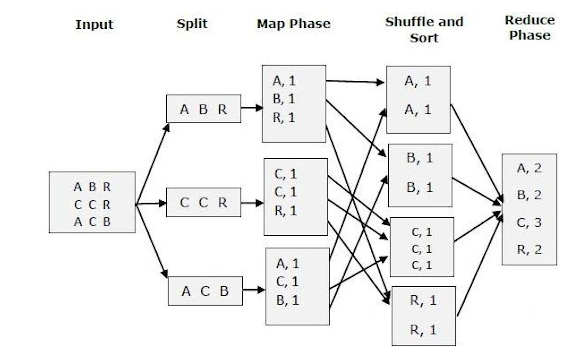 Input
Split
Map Phase
Shuffle and
Sort
Reduce
Phase
A B R
C C R
A C B
A B R
C C R
A C B
A, 1
B, 1
R, 1
C, 1
C, 1
R, 1
A, 1
C, 1
B, 1
A, 1
A, 1
B, 1
B, 1
C, 1
C, 1
C, 1
R, 1
R, 1
A, 2
B, 2
C, 3
R, 2